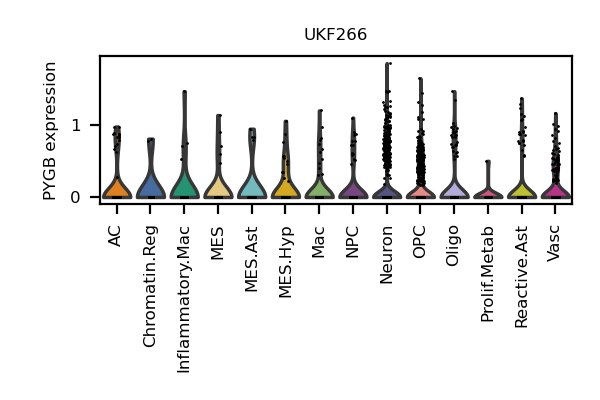 UKF266
PYGB expression
1
0
AC
Chromatin.Reg
Inflammatory.Mac
MES
MES.Ast
MES.Hyp
Mac
NPC
Neuron
OPC
Oligo
Prolif.Metab
Reactive.Ast
Vasc